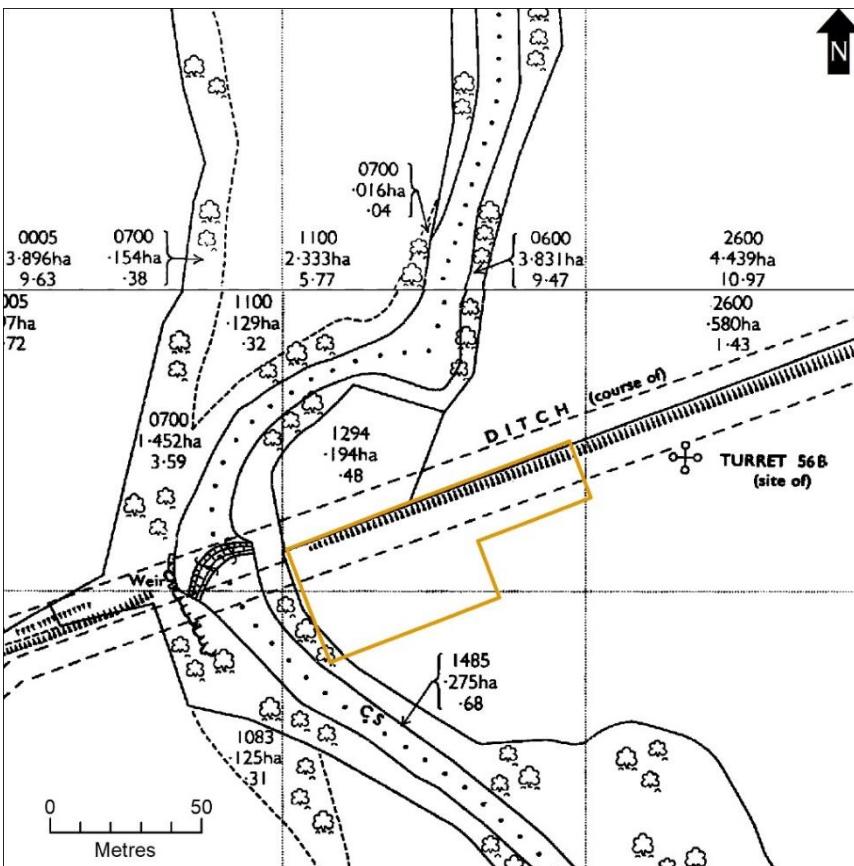 N
0700
·016ha
·04
0005
3·896ha
9·63
0700
·154ha
·38
1100
2·333ha
5·77
0600
3·831ha
9·47
2600
4·439ha
10·97
005
97ha
·72
1100
·129ha
·32
2600
·580ha
1·43
0700
1·452ha
3·59
1294
·194ha
·48
DITCH (course of)
TURRET 56B
(site of)
Weir
1485
·275ha
·68
CS
1083
·125ha
·31
0 50
Metres